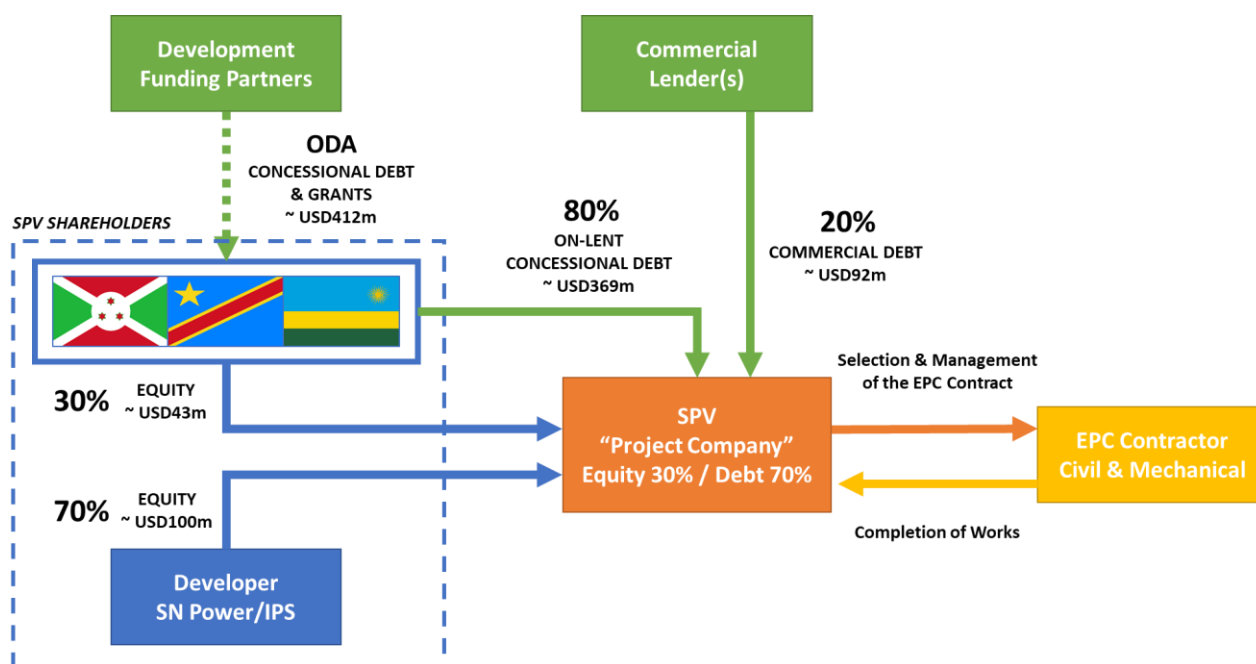 Development
Funding Partners
Commercial
Lender(s)
ODA
CONCESSIONAL DEBT
& GRANTS
~ USD412m
SPV SHAREHOLDERS
80%
ON-LENT
CONCESSIONAL DEBT
~ USD369m
20%
COMMERCIAL DEBT
~ USD92m
30%
EQUITY
~ USD43m
Selection & Management
of the EPC Contract
SPV
“Project Company”
Equity 30% / Debt 70%
EPC Contractor
Civil & Mechanical
70%
EQUITY
~ USD100m
Completion of Works
Developer
SN Power/IPS